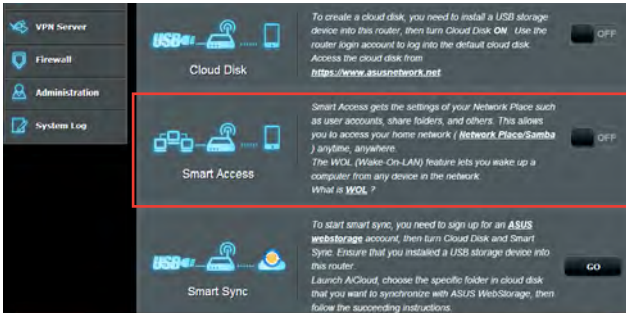 VPN Server
Firewall
Administration
System Log
USB
Cloud Disk
To create a cloud disk, you need to install a USB storage
device into this router, then turn Cloud Disk ON. Use the
router login account to log into the default cloud disk.
Access the cloud disk from
https://www.asusnetwork.net.
OFF
Smart Access
Smart Access gets the settings of your Network Place such
as user accounts, share folders, and others. This allows
you to access your home network ( Network Place/Samba
) anytime, anywhere.
The WOL (Wake-On-LAN) feature lets you wake up a
computer from any device in the network.
What is WOL ?
OFF
USB
Smart Sync
To start smart sync, you need to sign up for an ASUS
webstorage account, then turn Cloud Disk and Smart
Sync. Ensure that you installed a USB storage device into
this router.
Launch AiCloud, choose the specific folder in cloud disk
that you want to synchronize with ASUS WebStorage, then
follow the succeeding instructions.
GO